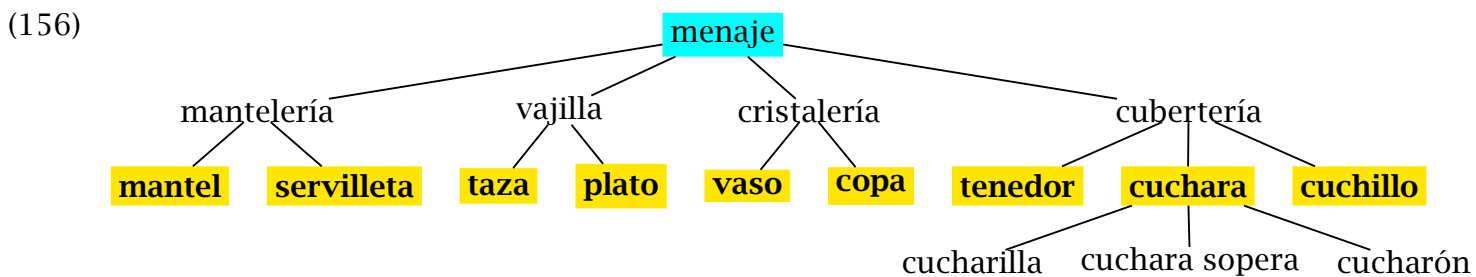 (156)
menaje
mantelería vajilla cristalería cubertería
mantel servilleta taza plato vaso copa tenedor cuchara cuchillo
cucharilla cuchara sopera cucharón